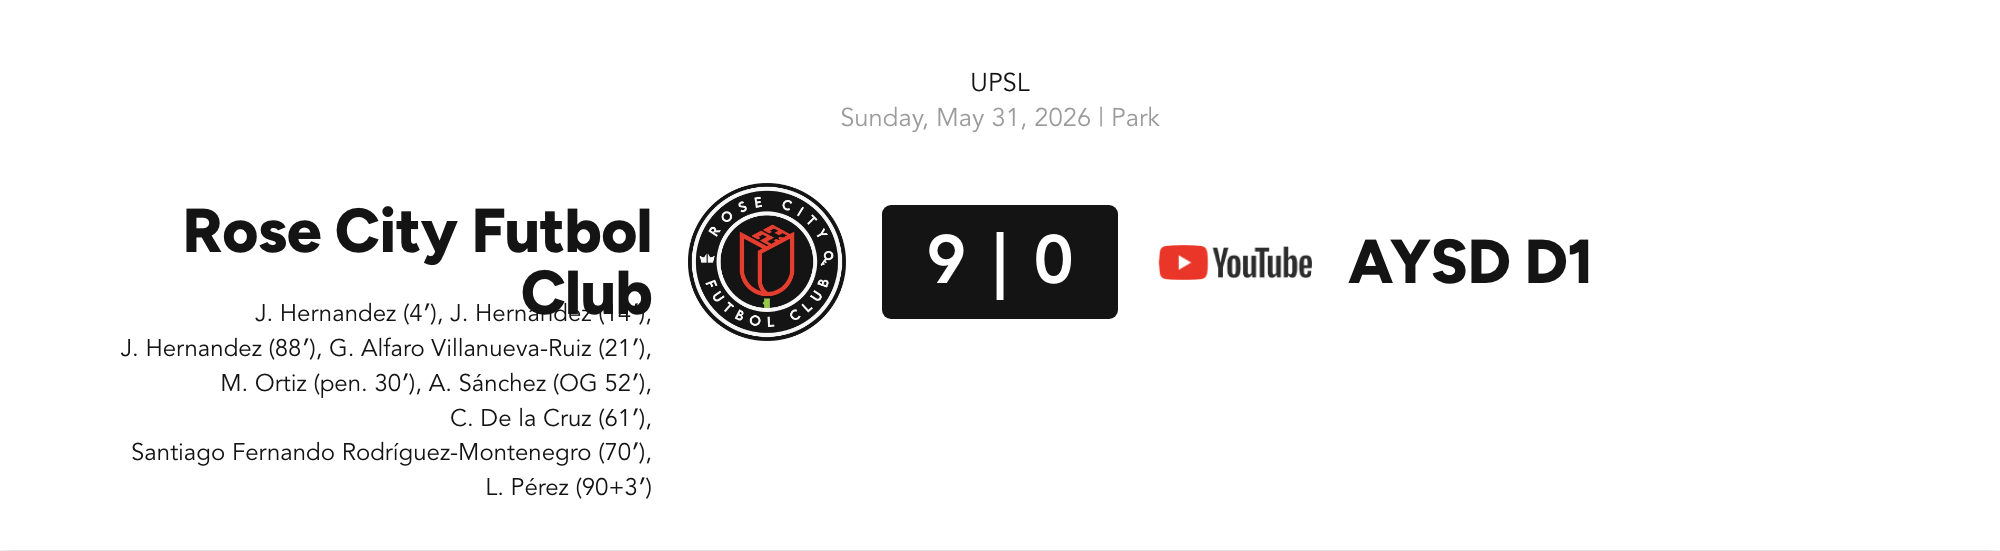 UPSL
Sunday, May 31, 2026 | Park
Rose City Futbol
Club
J. Hernandez (4′), J. Hernandez (14′),
J. Hernandez (88′), G. Alfaro Villanueva-Ruiz (21′),
M. Ortiz (pen. 30′), A. Sánchez (OG 52′),
C. De la Cruz (61′),
Santiago Fernando Rodríguez-Montenegro (70′),
L. Pérez (90+3′)
ROSE CITY
FUTBOL CLUB
9 | 0
YouTube
AYSD D1